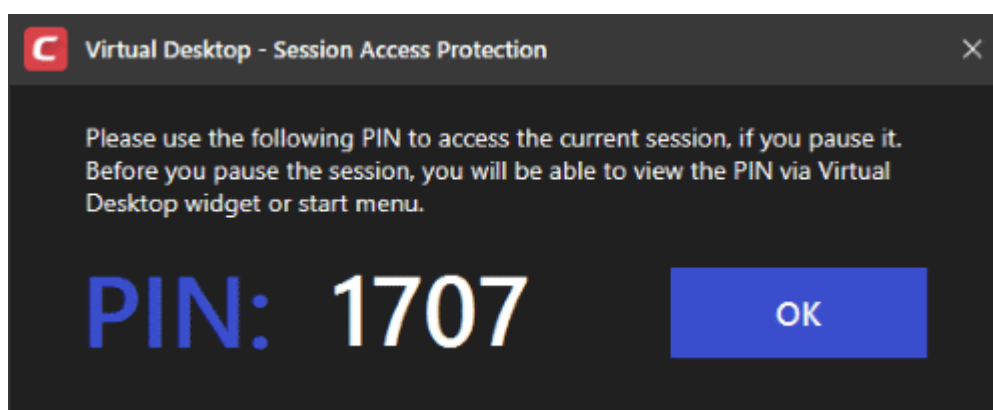 C Virtual Desktop - Session Access Protection
Please use the following PIN to access the current session, if you pause it.
Before you pause the session, you will be able to view the PIN via Virtual
Desktop widget or start menu.
PIN: 1707 OK